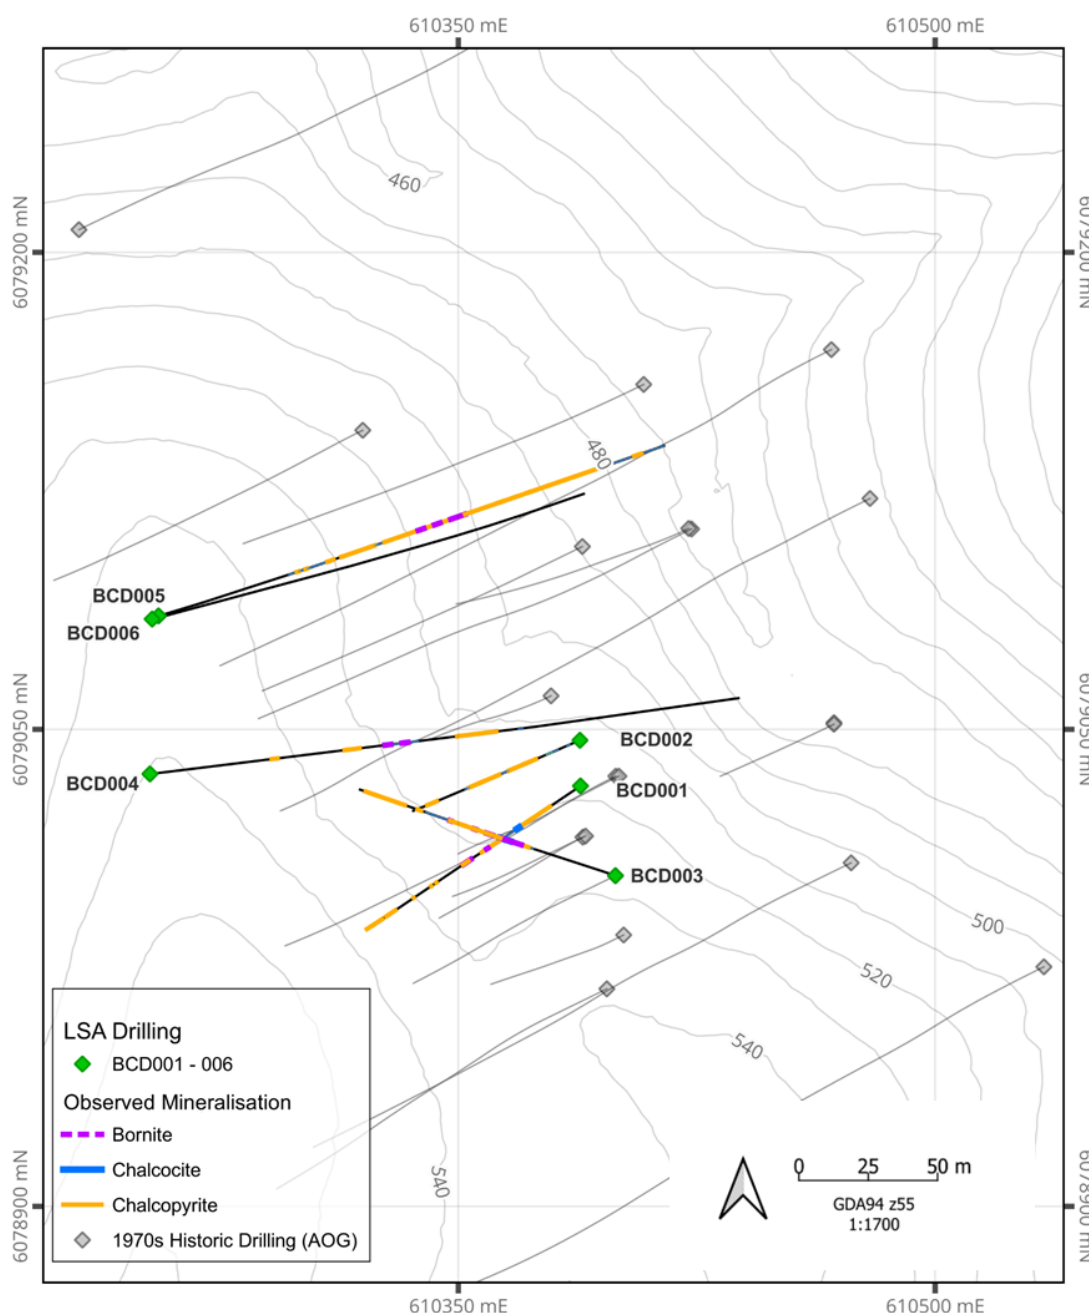 610350 mE
610500 mE
460
6079200 mN
6079200 mN
480
BCD005
BCD006
6079050 mN
6079050 mN
BCD002
BCD004
BCD001
BCD003
500
520
540
540
LSA Drilling
BCD001 - 006
Observed Mineralisation
Bornite
Chalcocite
Chalcopyrite
1970s Historic Drilling (AOG)
0 25 50 m
GDA94 z55
1:1700
6078900 mN
6078900 mN
610350 mE
610500 mE